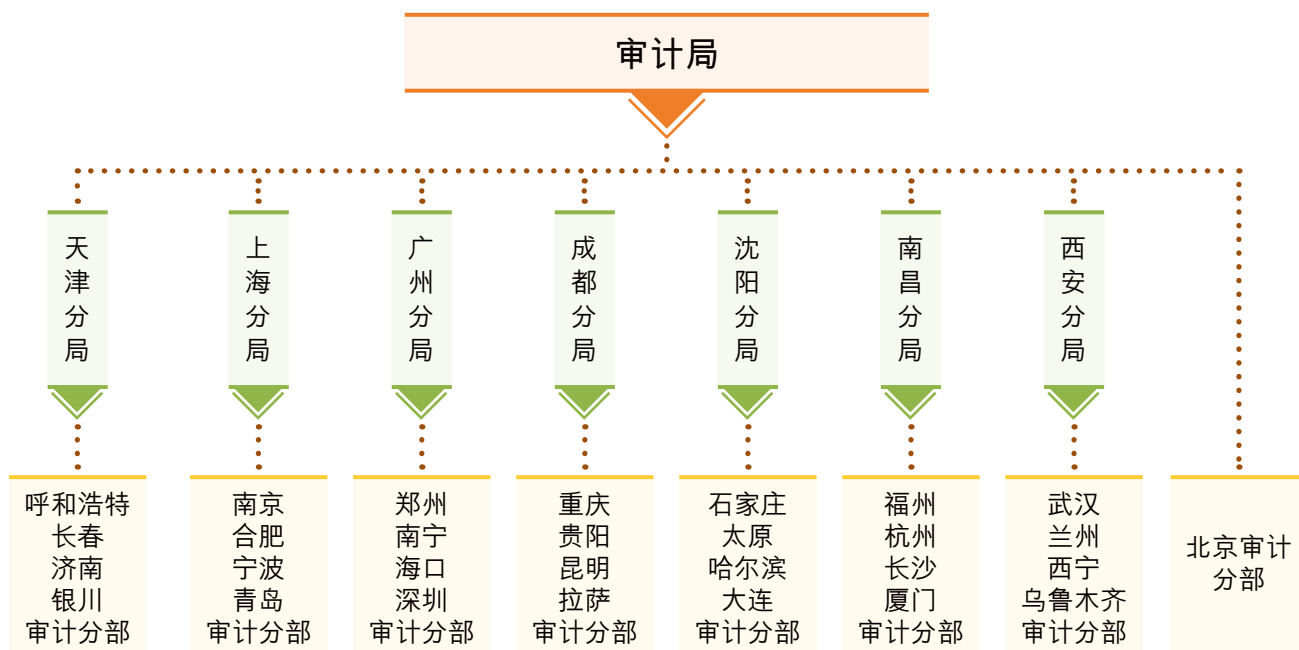 审计局
天津分局
上海分局
广州分局
成都分局
沈阳分局
南昌分局
西安分局
呼和浩特
长春
济南
银川
审计分部
南京
合肥
宁波
青岛
审计分部
郑州
南宁
海口
深圳
审计分部
重庆
贵阳
昆明
拉萨
审计分部
石家庄
太原
哈尔滨
大连
审计分部
福州
杭州
长沙
厦门
审计分部
武汉
兰州
西宁
乌鲁木齐
审计分部
北京审计
分部